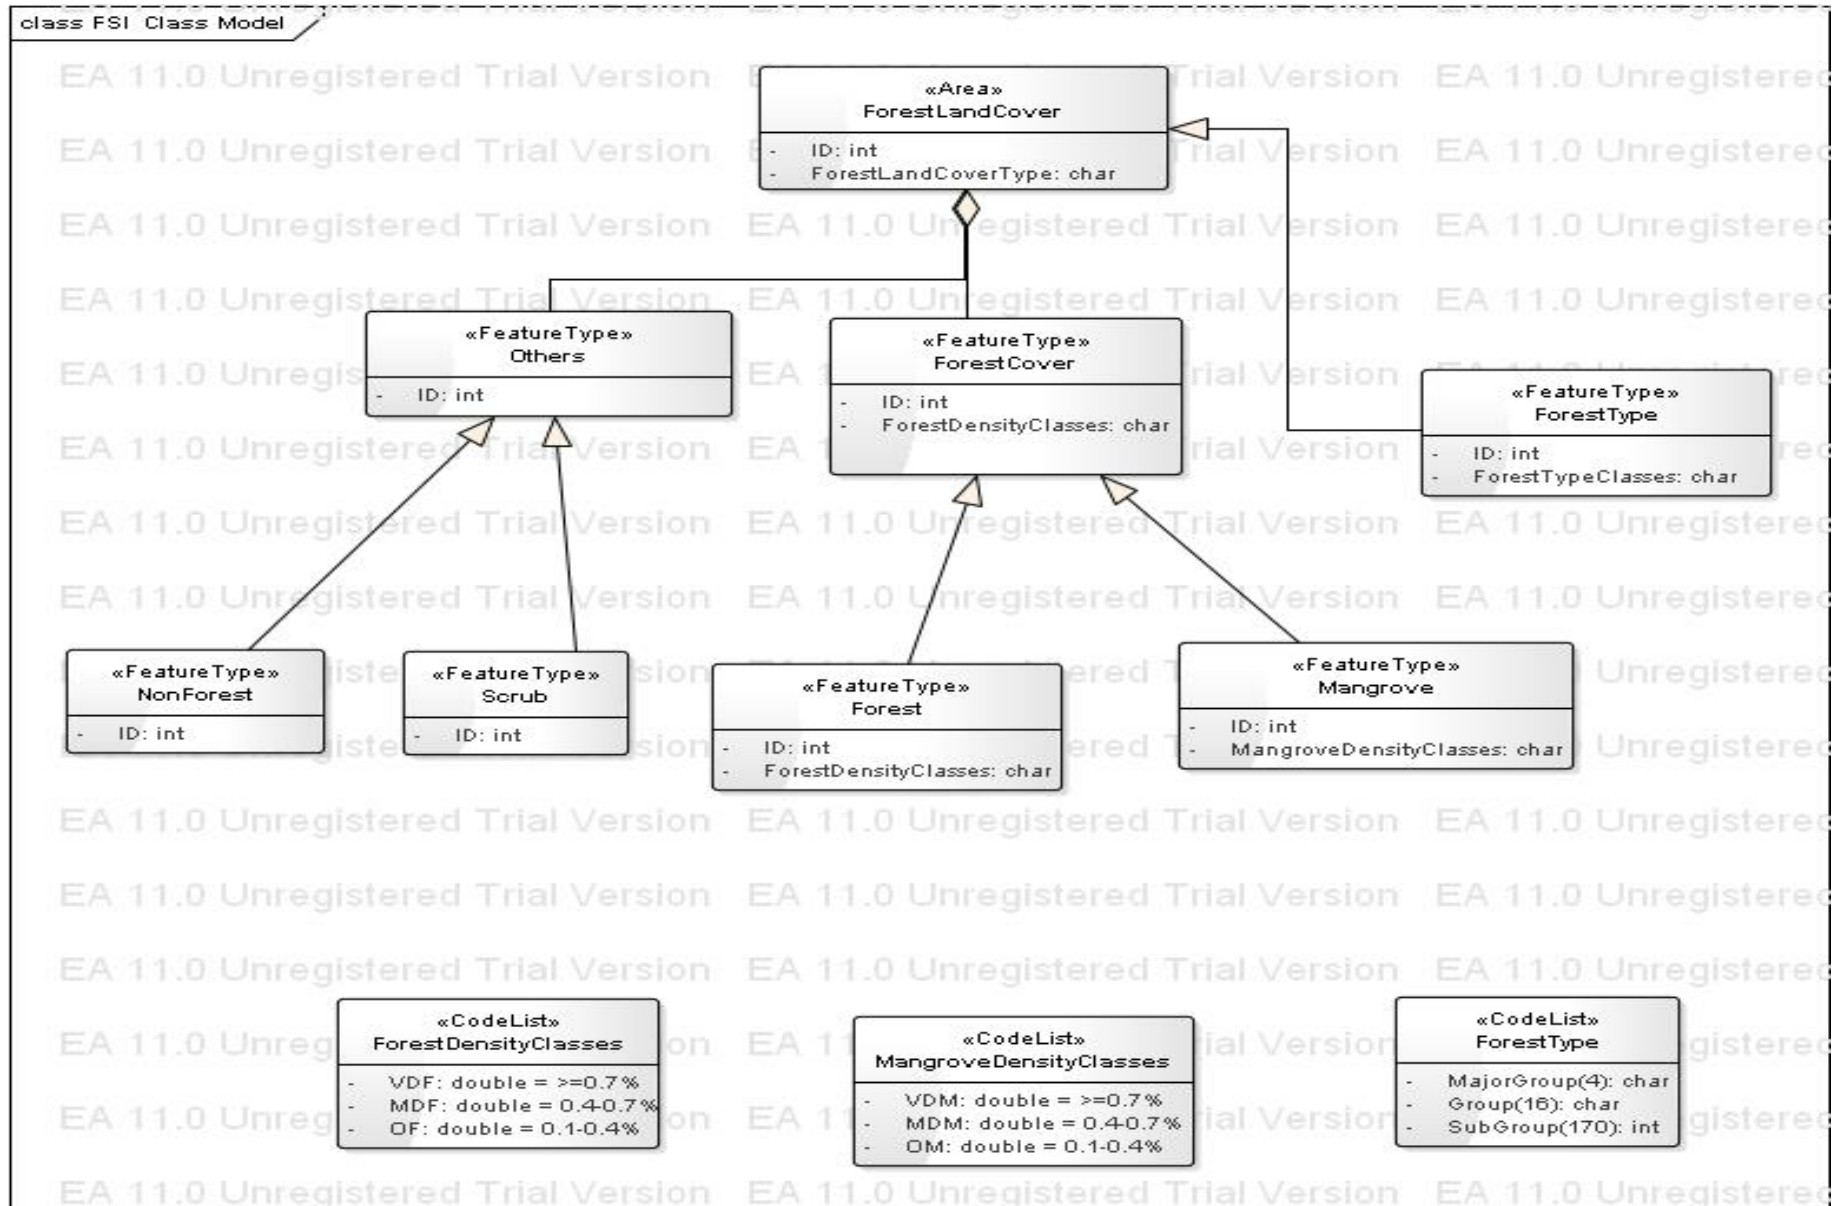 class FSI Class Model
«Area»
ForestLandCover
- ID: int
- ForestLandCoverType: char
«FeatureType»
Others
- ID: int
«FeatureType»
ForestCover
- ID: int
- ForestDensityClasses: char
«FeatureType»
ForestType
- ID: int
- ForestTypeClasses: char
«FeatureType»
NonForest
- ID: int
«FeatureType»
Scrub
- ID: int
«FeatureType»
Forest
- ID: int
- ForestDensityClasses: char
«FeatureType»
Mangrove
- ID: int
- MangroveDensityClasses: char
«CodeList»
ForestDensityClasses
- VDF: double = >=0.7%
- MDF: double = 0.4-0.7%
- OF: double = 0.1-0.4%
«CodeList»
MangroveDensityClasses
- VDM: double = >=0.7%
- MDM: double = 0.4-0.7%
- OM: double = 0.1-0.4%
«CodeList»
ForestType
- MajorGroup(4): char
- Group(16): char
- SubGroup(170): int
EA 11.0 Unregistered Trial Version